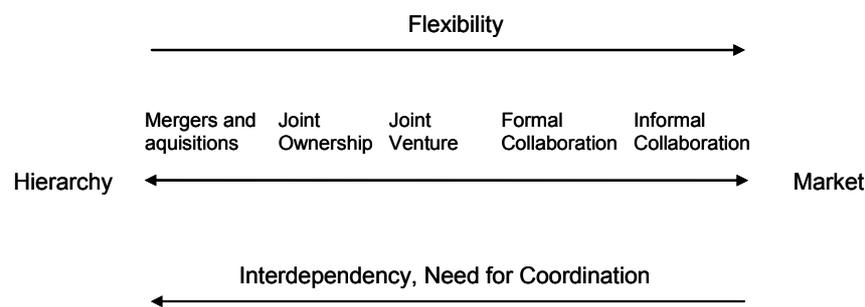 Flexibility
Mergers and aquisitions
Joint Ownership
Joint Venture
Formal Collaboration
Informal Collaboration
Hierarchy
Market
Interdependency, Need for Coordination